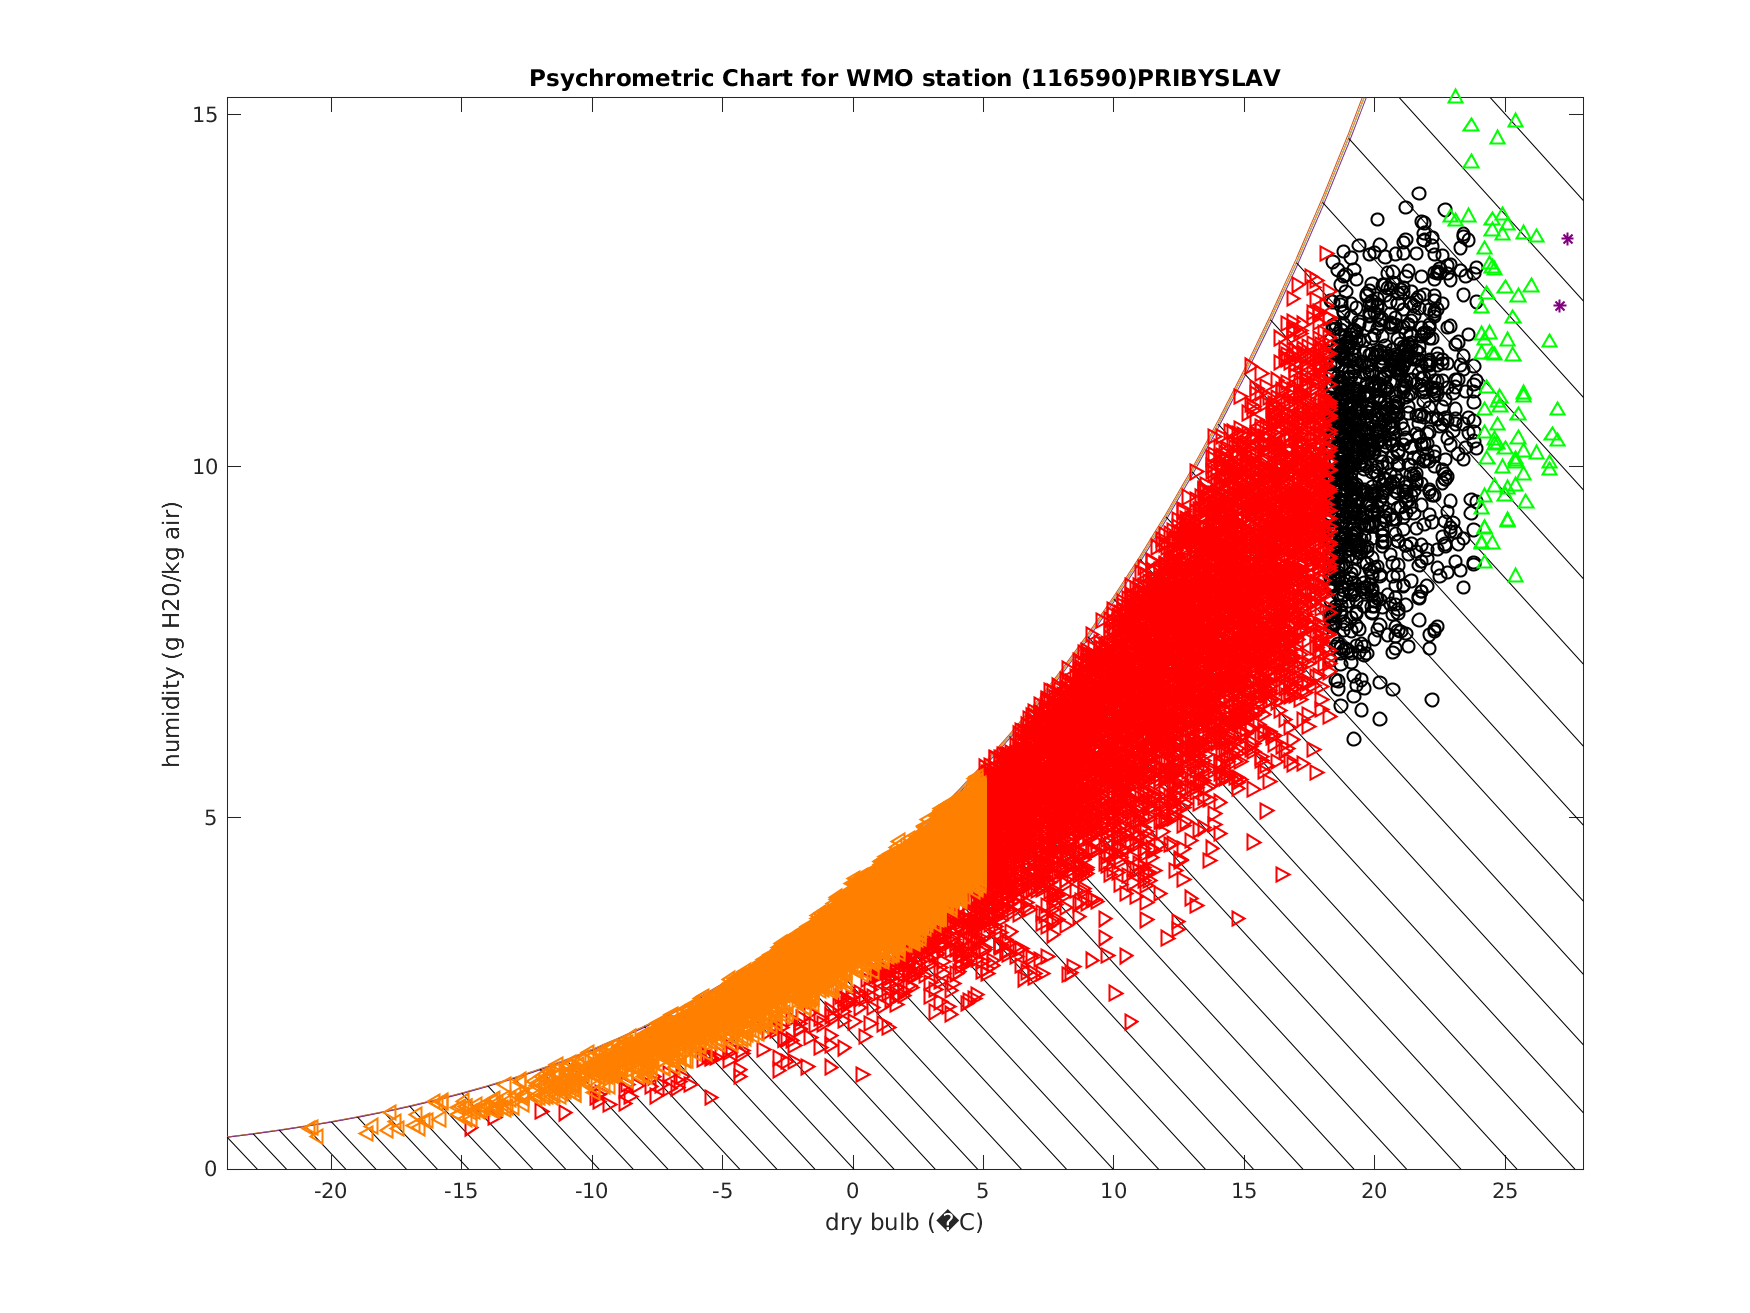 Psychrometric Chart for WMO station (116590)PRIBYSLAV
15
10
5
0
humidity (g H20/kg air)
-20 -15 -10 -5 0 5 10 15 20 25
dry bulb (�C)